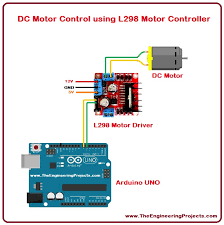 DC Motor Control using L298 Motor Controller
+12V
GND
5V
DC Motor
L298 Motor Driver
UNO
www.TheEngineeringProjects.com
Arduino UNO
www.TheEngineeringProjects.com